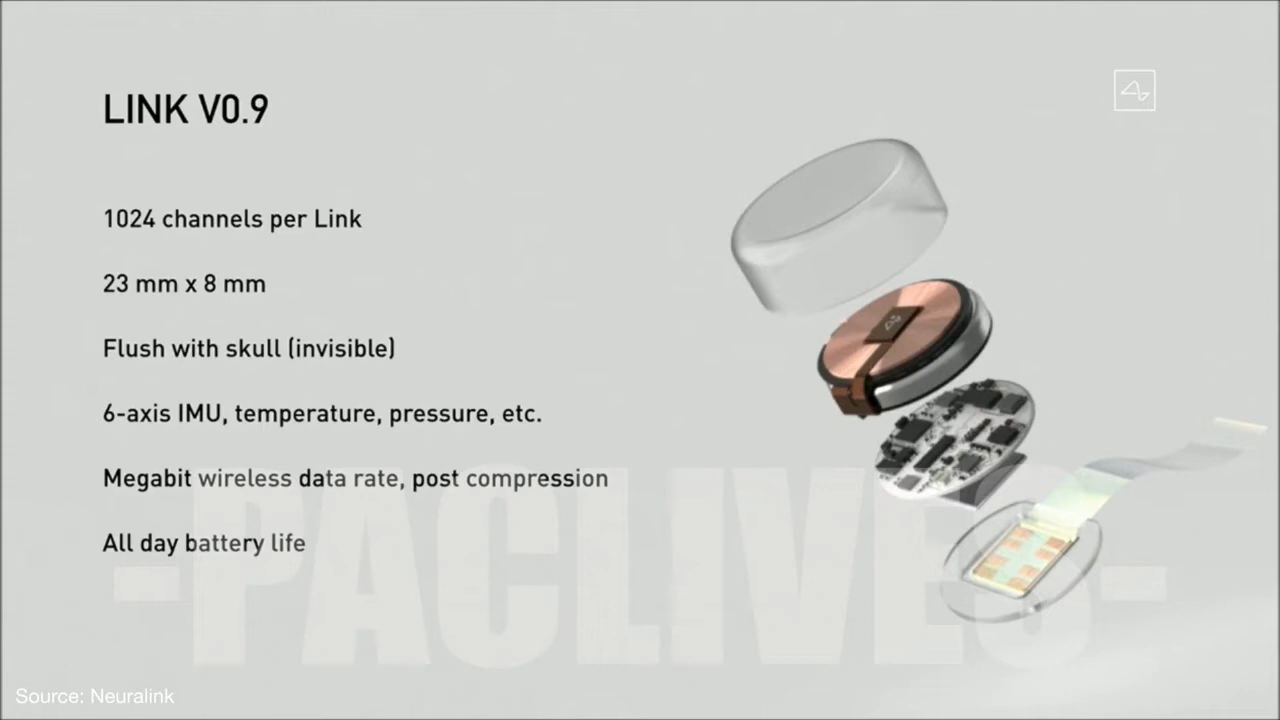 LINK V0.9
1024 channels per Link
23 mm x 8 mm
Flush with skull (invisible)
6-axis IMU, temperature, pressure, etc.
Megabit wireless data rate, post compression
All day battery life
-PACLIVES-
Source: Neuralink